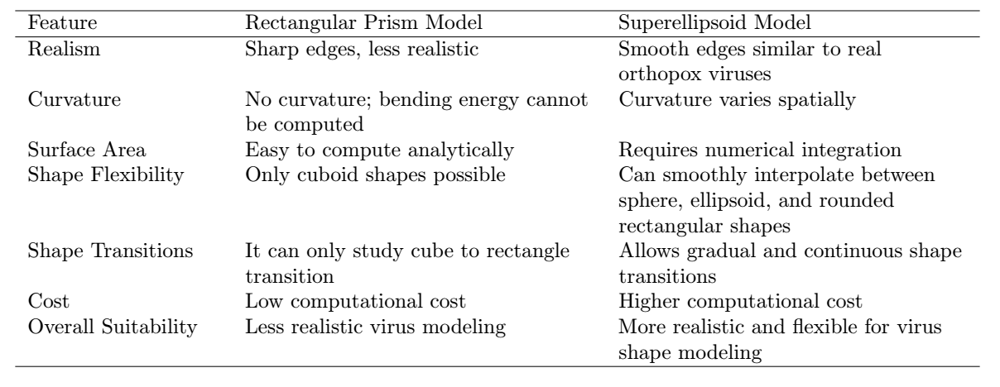 Feature Rectangular Prism Model Superellipsoid Model
Realism Sharp edges, less realistic Smooth edges similar to real
orthopox viruses
Curvature No curvature; bending energy cannot Curvature varies spatially
be computed
Surface Area Easy to compute analytically Requires numerical integration
Shape Flexibility Only cuboid shapes possible Can smoothly interpolate between
sphere, ellipsoid, and rounded
rectangular shapes
Shape Transitions It can only study cube to rectangle Allows gradual and continuous shape
transition transitions
Cost Low computational cost Higher computational cost
Overall Suitability Less realistic virus modeling More realistic and flexible for virus
shape modeling